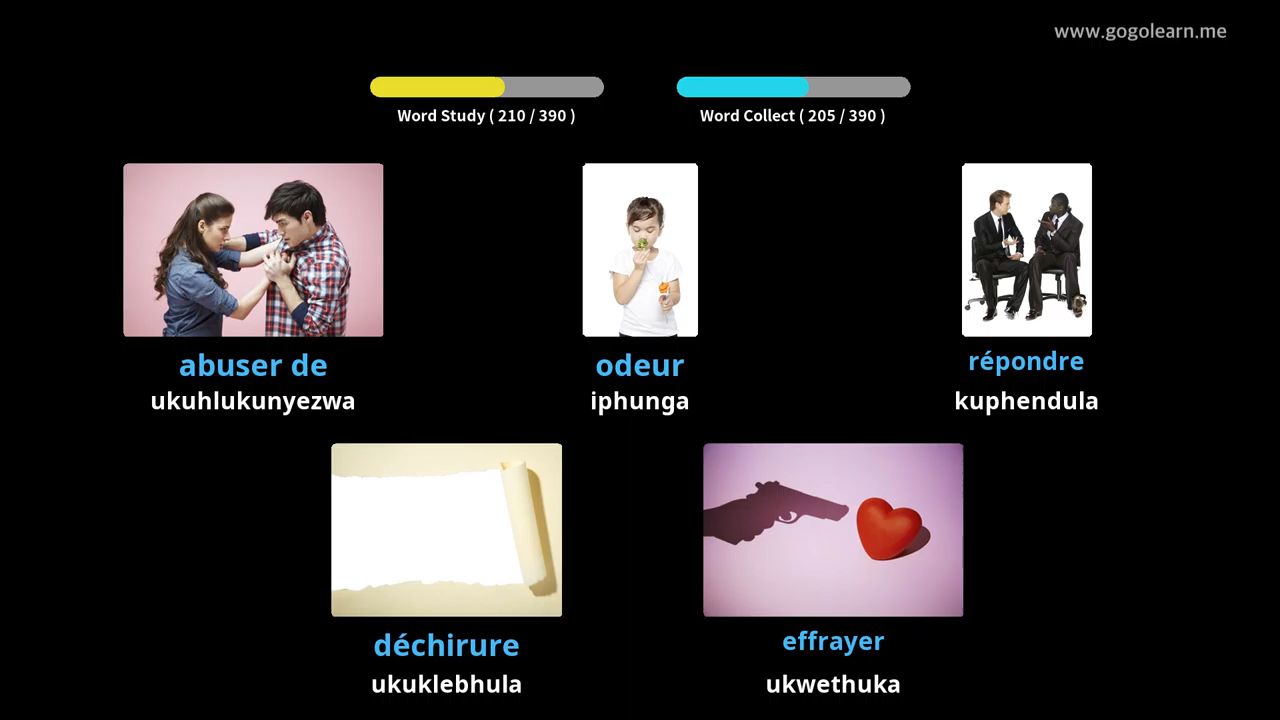 www.gogolearn.me
Word Study ( 210 / 390 )
Word Collect ( 205 / 390 )
abuser de
ukuhlukunyezwa
odeur
iphunga
répondre
kuphendula
déchirure
ukuklebhula
effrayer
ukwethuka